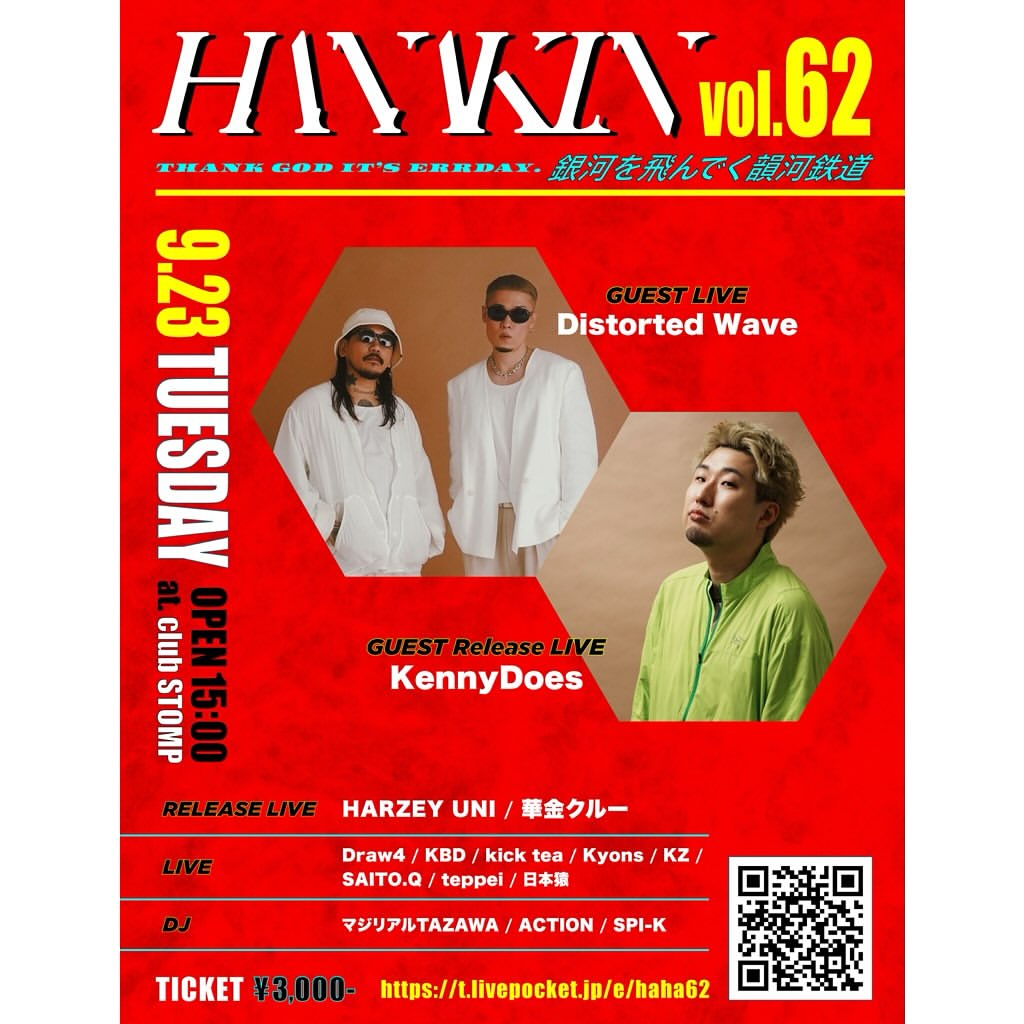 HANAKIN vol.62
THANK GOD IT'S ERRDAY. 銀河を飛んでく韻河鉄道
9.23 TUESDAY OPEN 15:00
at. club STOMP
GUEST LIVE
Distorted Wave
GUEST Release LIVE
KennyDoes
RELEASE LIVE HARZEY UNI / 華金クルー
LIVE Draw4 / KBD / kick tea / Kyons / KZ /
SAITO.Q / teppei / 日本猿
DJ マジリアルTAZAWA / ACTION / SPI-K
TICKET ¥3,000- https://t.livepocket.jp/e/haha62